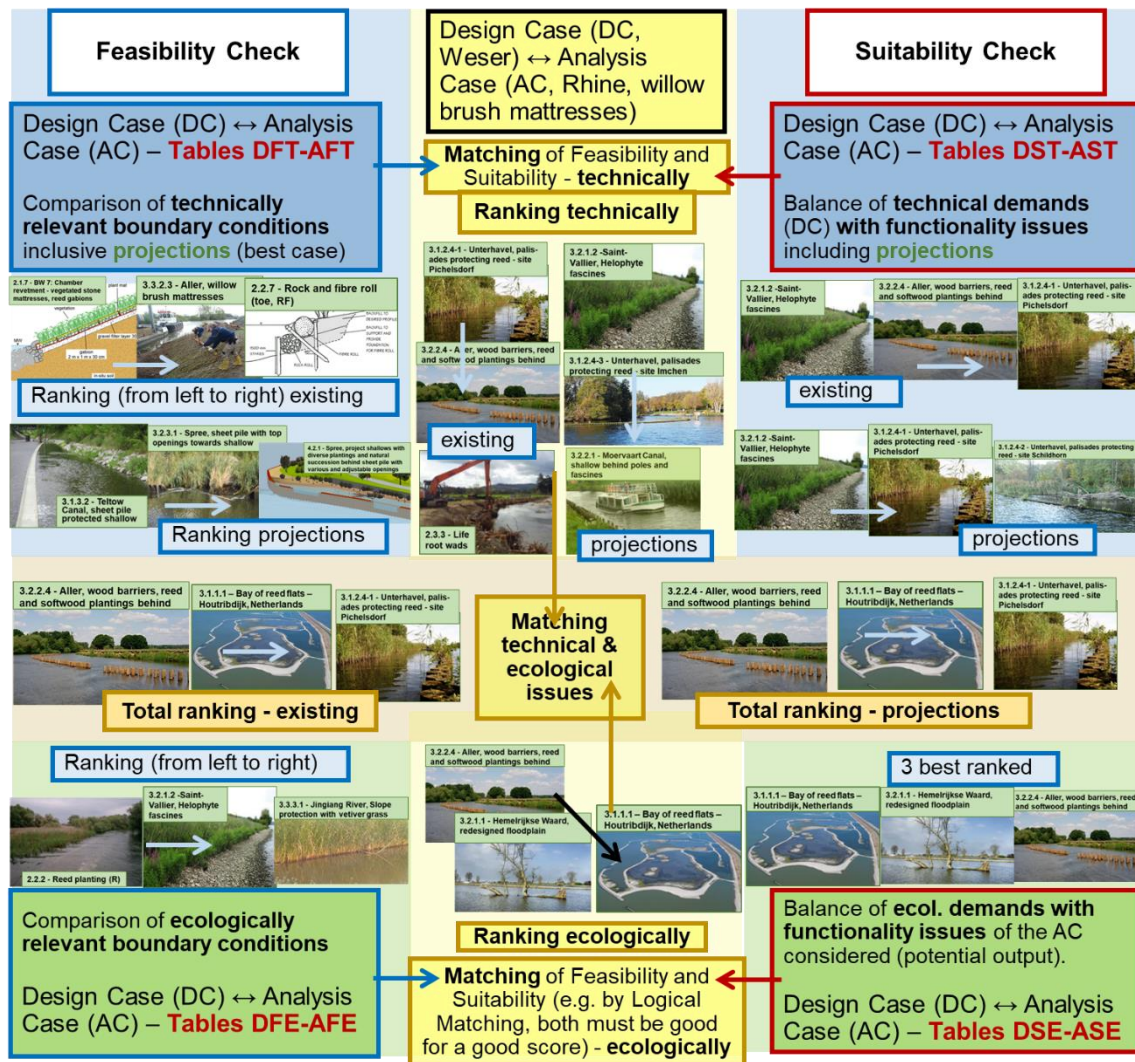 Feasibility Check
Design Case (DC,
Weser) ↔ Analysis
Case (AC, Rhine, willow
brush mattresses)
Suitability Check
Design Case (DC) ↔ Analysis
Case (AC) – Tables DFT-AFT
Comparison of technically
relevant boundary conditions
inclusive projections (best case)
Matching of Feasibility and
Suitability - technically
Ranking technically
Design Case (DC) ↔ Analysis
Case (AC) – Tables DST-AST
Balance of technical demands
(DC) with functionality issues
including projections
2.1.7 - BW 7: Chamber
revetment - vegetated stone
mattresses, reed gabions
plant mat
vegetation
gravel filter layer
gabion
in-situ soil
3.3.2.3 - Aller, willow
brush mattresses
2.2.7 - Rock and fibre roll
(toe, RF)
Ranking (from left to right) existing
3.1.3.2 - Teltow
Canal, sheet pile
protected shallow
3.2.3.1 - Spree, sheet pile with top
openings towards shallow
4.2.1 - Spree, project shallows with
diverse plantings and natural
succession behind sheet pile with
various and adjustable openings
Ranking projections
3.1.2.4-1 - Unterhavel, palis-
ades protecting reed - site
Pichelsdorf
3.2.1.2 -Saint-
Vallier, Helophyte
fascines
3.2.2.4 - Aller, wood barriers, reed
and softwood plantings behind
3.1.2.4-3 - Unterhavel, palisades
protecting reed - site Imchen
existing
2.3.3 - Life
root wads
3.2.2.1 - Moervaart Canal,
shallow behind poles and
fascines
projections
3.2.1.2 -Saint-
Vallier, Helophyte
fascines
3.2.2.4 - Aller, wood barriers, reed
and softwood plantings behind
3.1.2.4-1 - Unterhavel, palis-
ades protecting reed - site
Pichelsdorf
existing
3.2.1.2 -Saint-
Vallier, Helophyte
fascines
3.1.2.4-1 - Unterhavel, palis-
ades protecting reed - site
Pichelsdorf
3.1.2.4-2 - Unterhavel, palisades protecting
reed - site Schildhorn
projections
3.2.2.4 - Aller, wood barriers, reed
and softwood plantings behind
3.1.1.1 – Bay of reed flats –
Houtribdijk, Netherlands
3.1.2.4-1 - Unterhavel, palis-
ades protecting reed - site
Pichelsdorf
Total ranking - existing
Matching
technical &
ecological
issues
3.2.2.4 - Aller, wood barriers, reed
and softwood plantings behind
3.1.1.1 – Bay of reed flats –
Houtribdijk, Netherlands
3.1.2.4-1 - Unterhavel, palis-
ades protecting reed - site
Pichelsdorf
Total ranking - projections
Ranking (from left to right)
2.2.2 - Reed planting (R)
3.2.1.2 -Saint-
Vallier, Helophyte
fascines
3.3.3.1 - Jingjiang River, Slope
protection with vetiver grass
3.2.2.4 - Aller, wood barriers, reed
and softwood plantings behind
3.2.1.1 - Hemelrijkse Waard,
redesigned floodplain
3.1.1.1 – Bay of reed flats –
Houtribdijk, Netherlands
3 best ranked
3.1.1.1 – Bay of reed flats –
Houtribdijk, Netherlands
3.2.1.1 - Hemelrijkse Waard,
redesigned floodplain
3.2.2.4 - Aller, wood barriers, reed
and softwood plantings behind
Comparison of ecologically
relevant boundary conditions
Design Case (DC) ↔ Analysis
Case (AC) – Tables DFE-AFE
Ranking ecologically
Matching of Feasibility and
Suitability (e.g. by Logical
Matching, both must be good
for a good score) - ecologically
Balance of ecol. demands with
functionality issues of the AC
considered (potential output).
Design Case (DC) ↔ Analysis
Case (AC) – Tables DSE-ASE